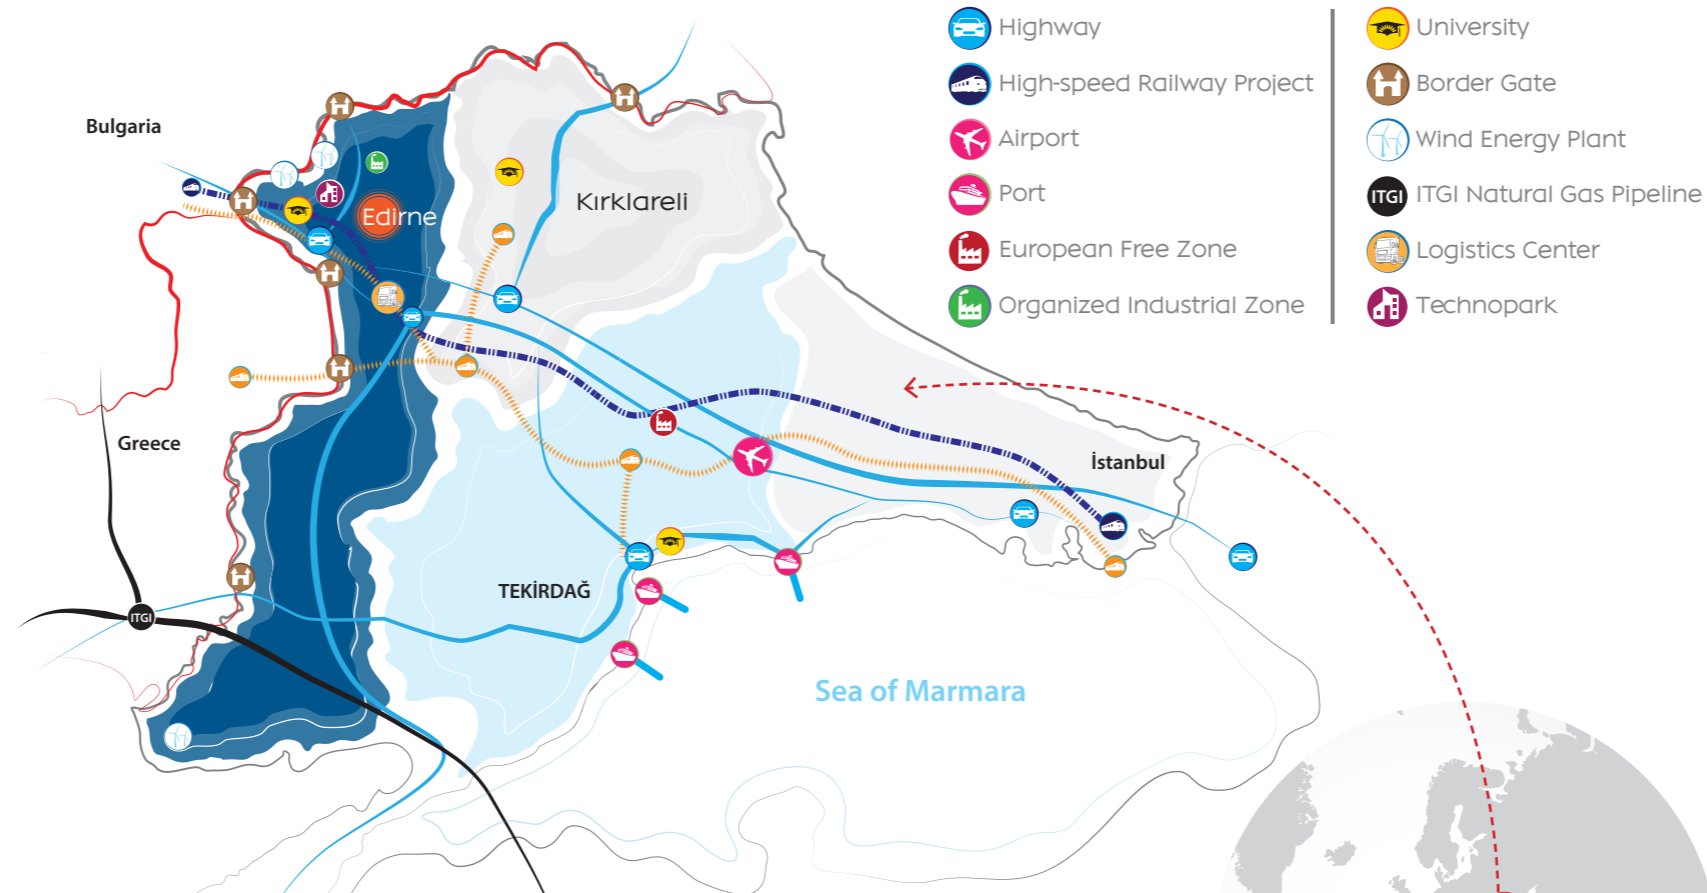 Highway
High-speed Railway Project
Airport
Port
European Free Zone
Organized Industrial Zone
University
Border Gate
Wind Energy Plant
ITGI ITGI Natural Gas Pipeline
Logistics Center
Technopark
Bulgaria
Edirne
Kırklareli
Greece
İstanbul
TEKİRDAĞ
ITGI
Sea of Marmara